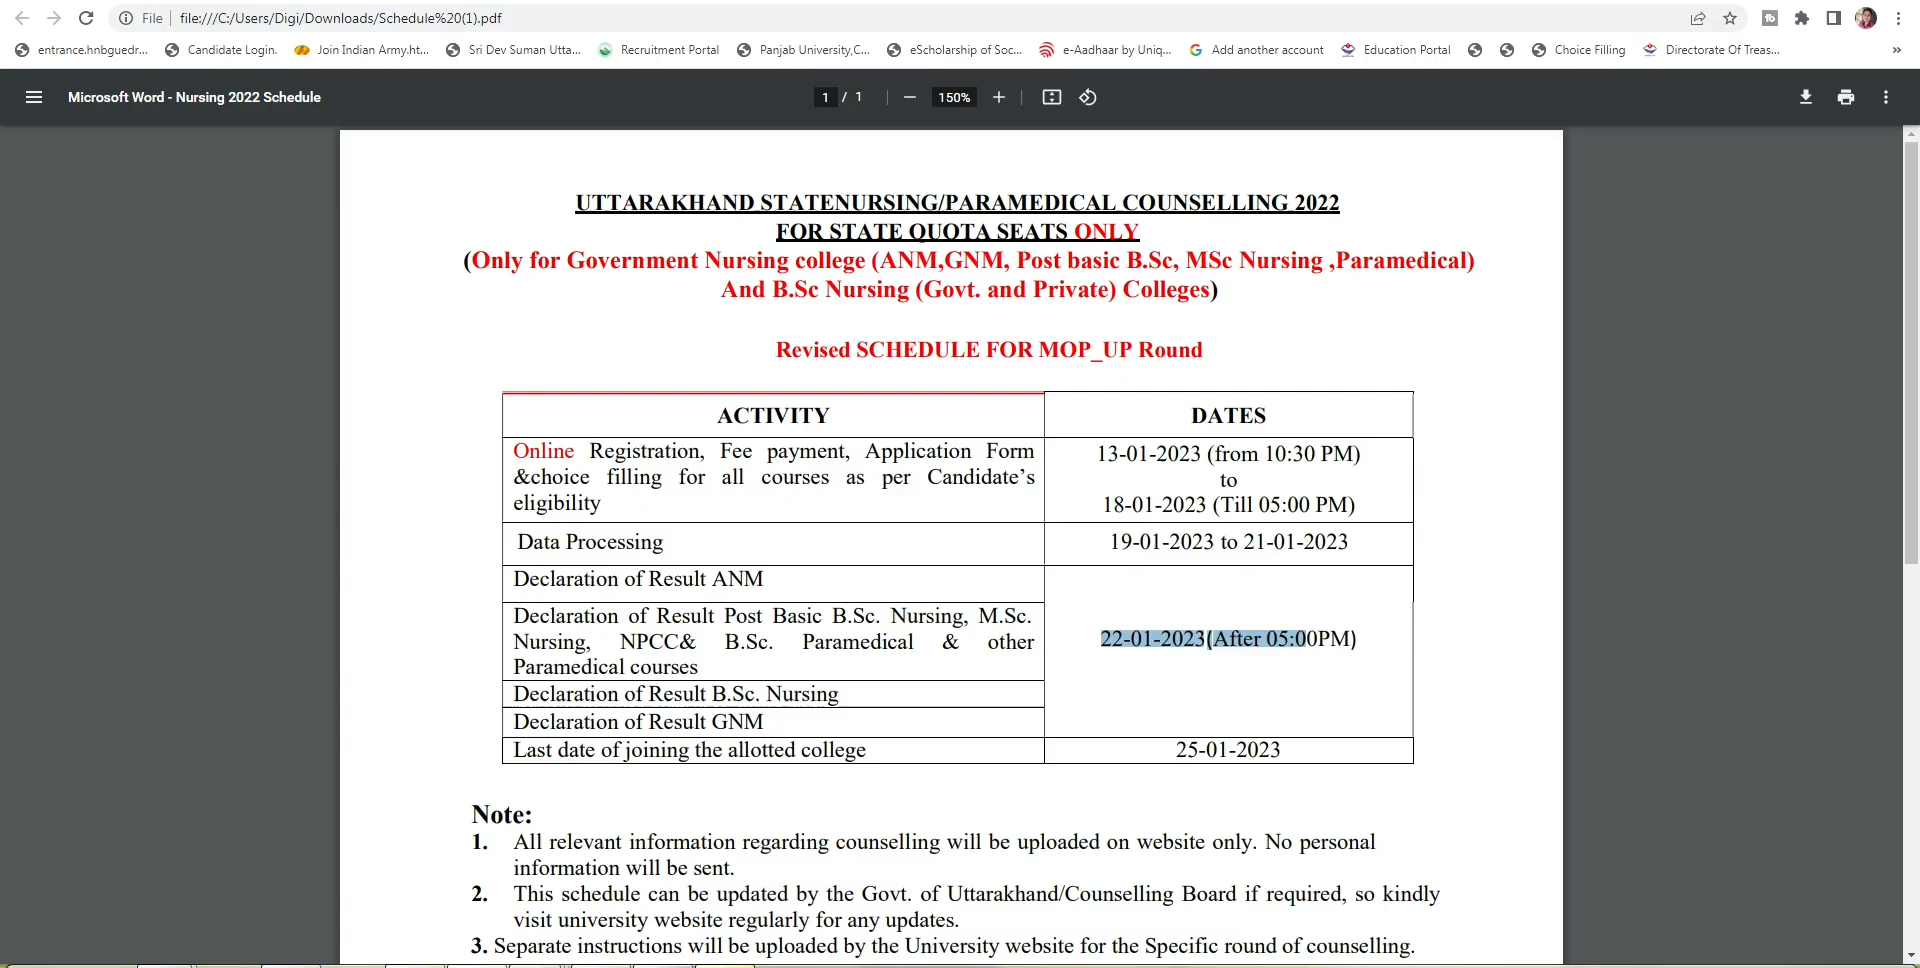 File
file:///C:/Users/Digi/Downloads/Schedule%20(1).pdf
entrance.hnbguedr...
Candidate Login.
Join Indian Army.ht...
Sri Dev Suman Utta...
Recruitment Portal
Panjab University,C...
eScholarship of Soc...
e-Aadhaar by Uniq...
Add another account
Education Portal
Choice Filling
Directorate Of Treas...
»
Microsoft Word - Nursing 2022 Schedule
1 / 1
150%
UTTARAKHAND STATENURSING/PARAMEDICAL COUNSELLING 2022
FOR STATE QUOTA SEATS ONLY
(Only for Government Nursing college (ANM,GNM, Post basic B.Sc, MSc Nursing ,Paramedical)
And B.Sc Nursing (Govt. and Private) Colleges)
Revised SCHEDULE FOR MOP_UP Round
ACTIVITY
DATES
Online Registration, Fee payment, Application Form
&choice filling for all courses as per Candidate’s
eligibility
13-01-2023 (from 10:30 PM)
to
18-01-2023 (Till 05:00 PM)
Data Processing
19-01-2023 to 21-01-2023
Declaration of Result ANM
Declaration of Result Post Basic B.Sc. Nursing, M.Sc.
Nursing, NPCC& B.Sc. Paramedical & other
Paramedical courses
22-01-2023(After 05:00PM)
Declaration of Result B.Sc. Nursing
Declaration of Result GNM
Last date of joining the allotted college
25-01-2023
Note:
1. All relevant information regarding counselling will be uploaded on website only. No personal
information will be sent.
2. This schedule can be updated by the Govt. of Uttarakhand/Counselling Board if required, so kindly
visit university website regularly for any updates.
3. Separate instructions will be uploaded by the University website for the Specific round of counselling.